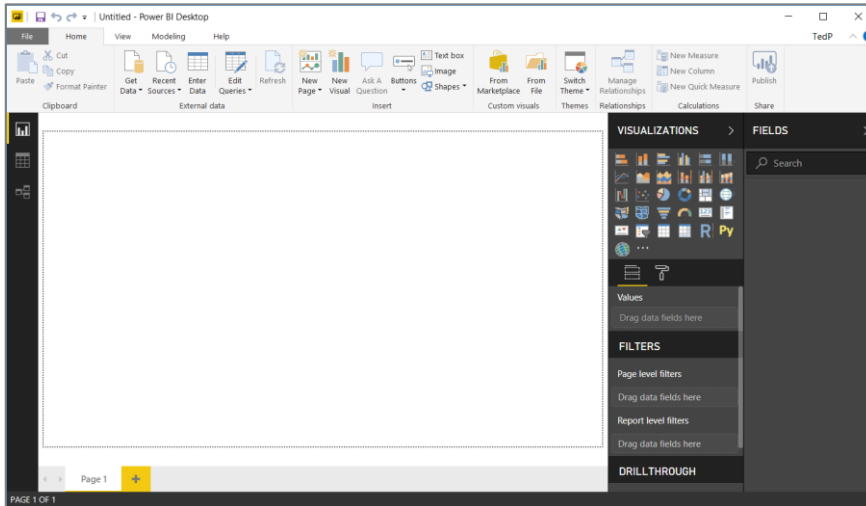 Untitled - Power BI Desktop
File Home View Modeling Help TedP
Paste
Cut
Copy
Format Painter
Clipboard
Get Data
Recent Sources
Enter Data
Edit Queries
Refresh
External data
New Page
New Visual
Ask A Question
Buttons
Text box
Image
Shapes
Insert
From Marketplace
From File
Custom visuals
Switch Theme
Themes
Manage Relationships
Relationships
New Measure
New Column
New Quick Measure
Calculations
Publish
Share
VISUALIZATIONS
R Py
Values
Drag data fields here
FILTERS
Page level filters
Drag data fields here
Report level filters
Drag data fields here
DRILLTHROUGH
FIELDS
Search
Page 1
PAGE 1 OF 1